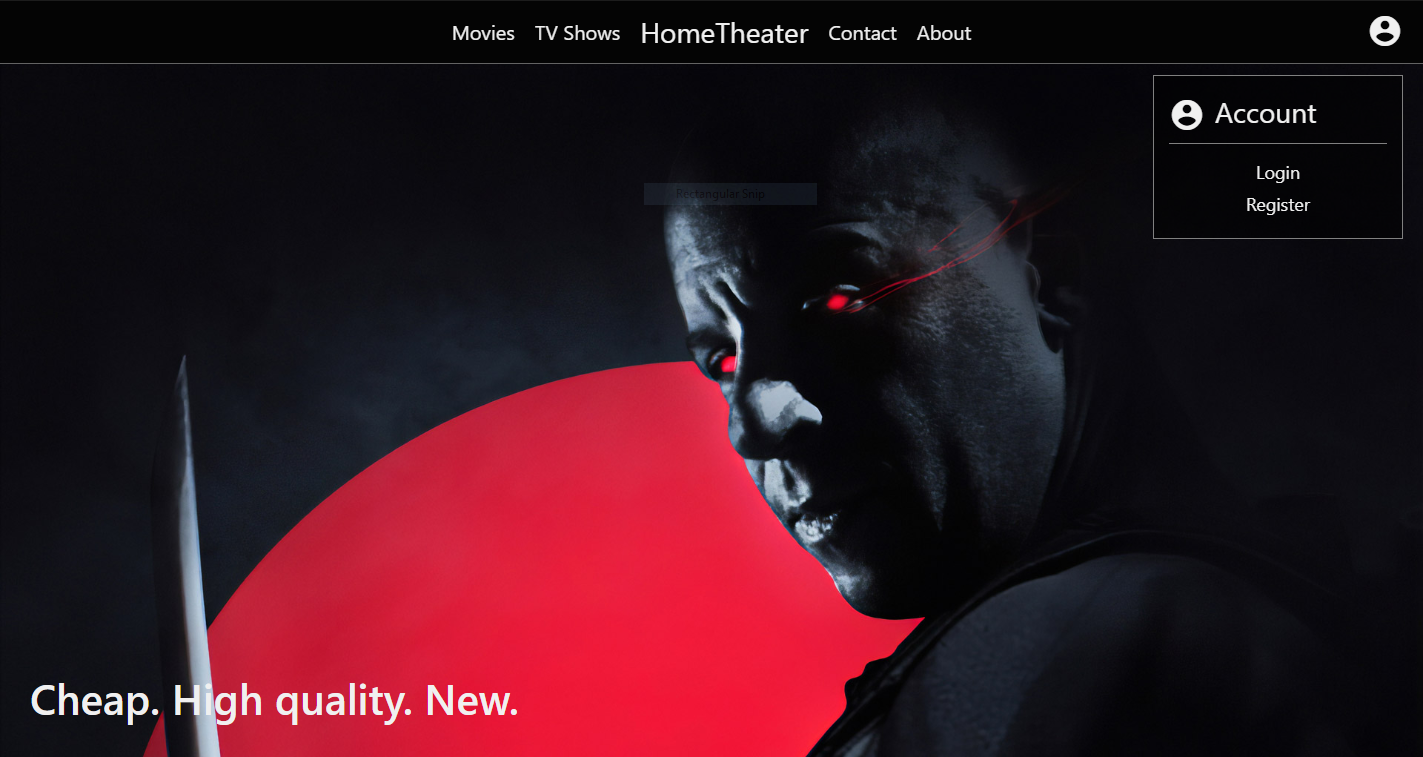 Movies TV Shows HomeTheater Contact About
Account
Login
Register
Rectangular Snip
Cheap. High quality. New.